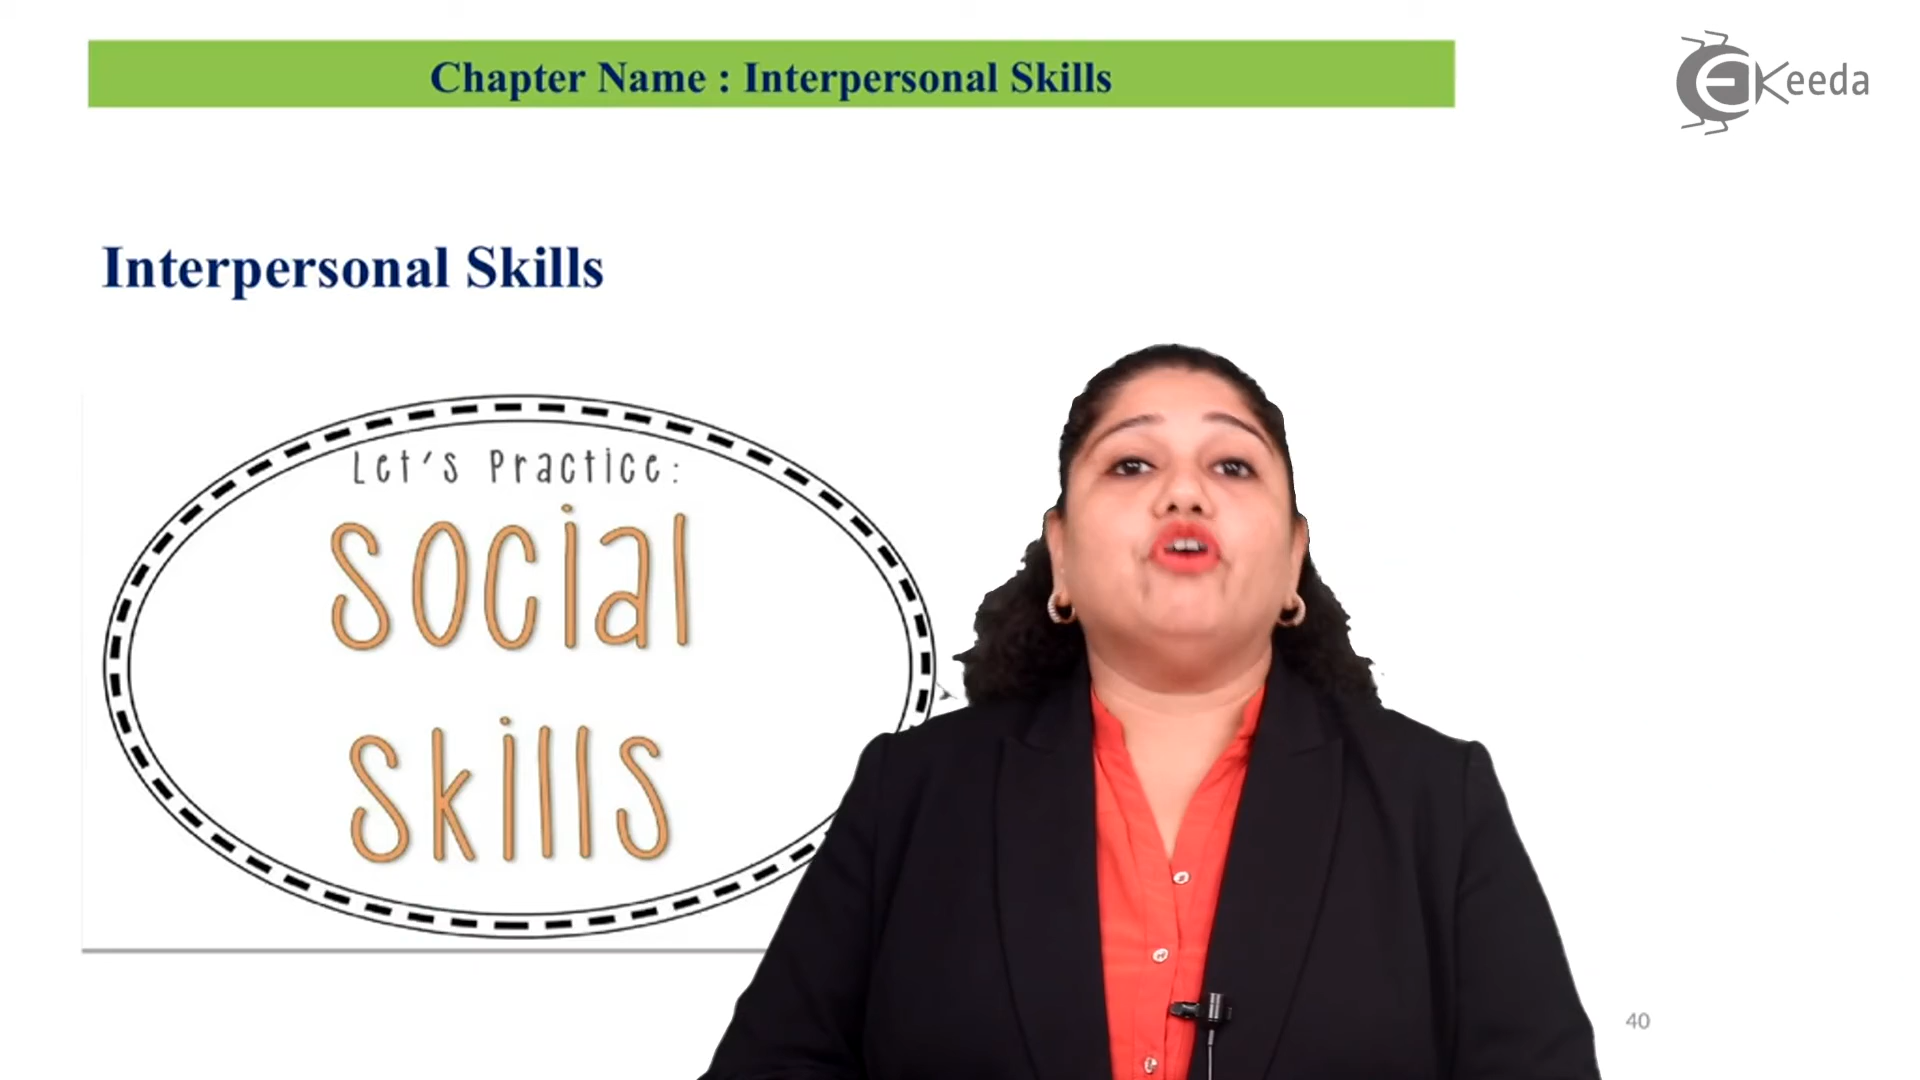 Chapter Name : Interpersonal Skills
Keeda
Interpersonal Skills
Let's Practice:
social
skills
40